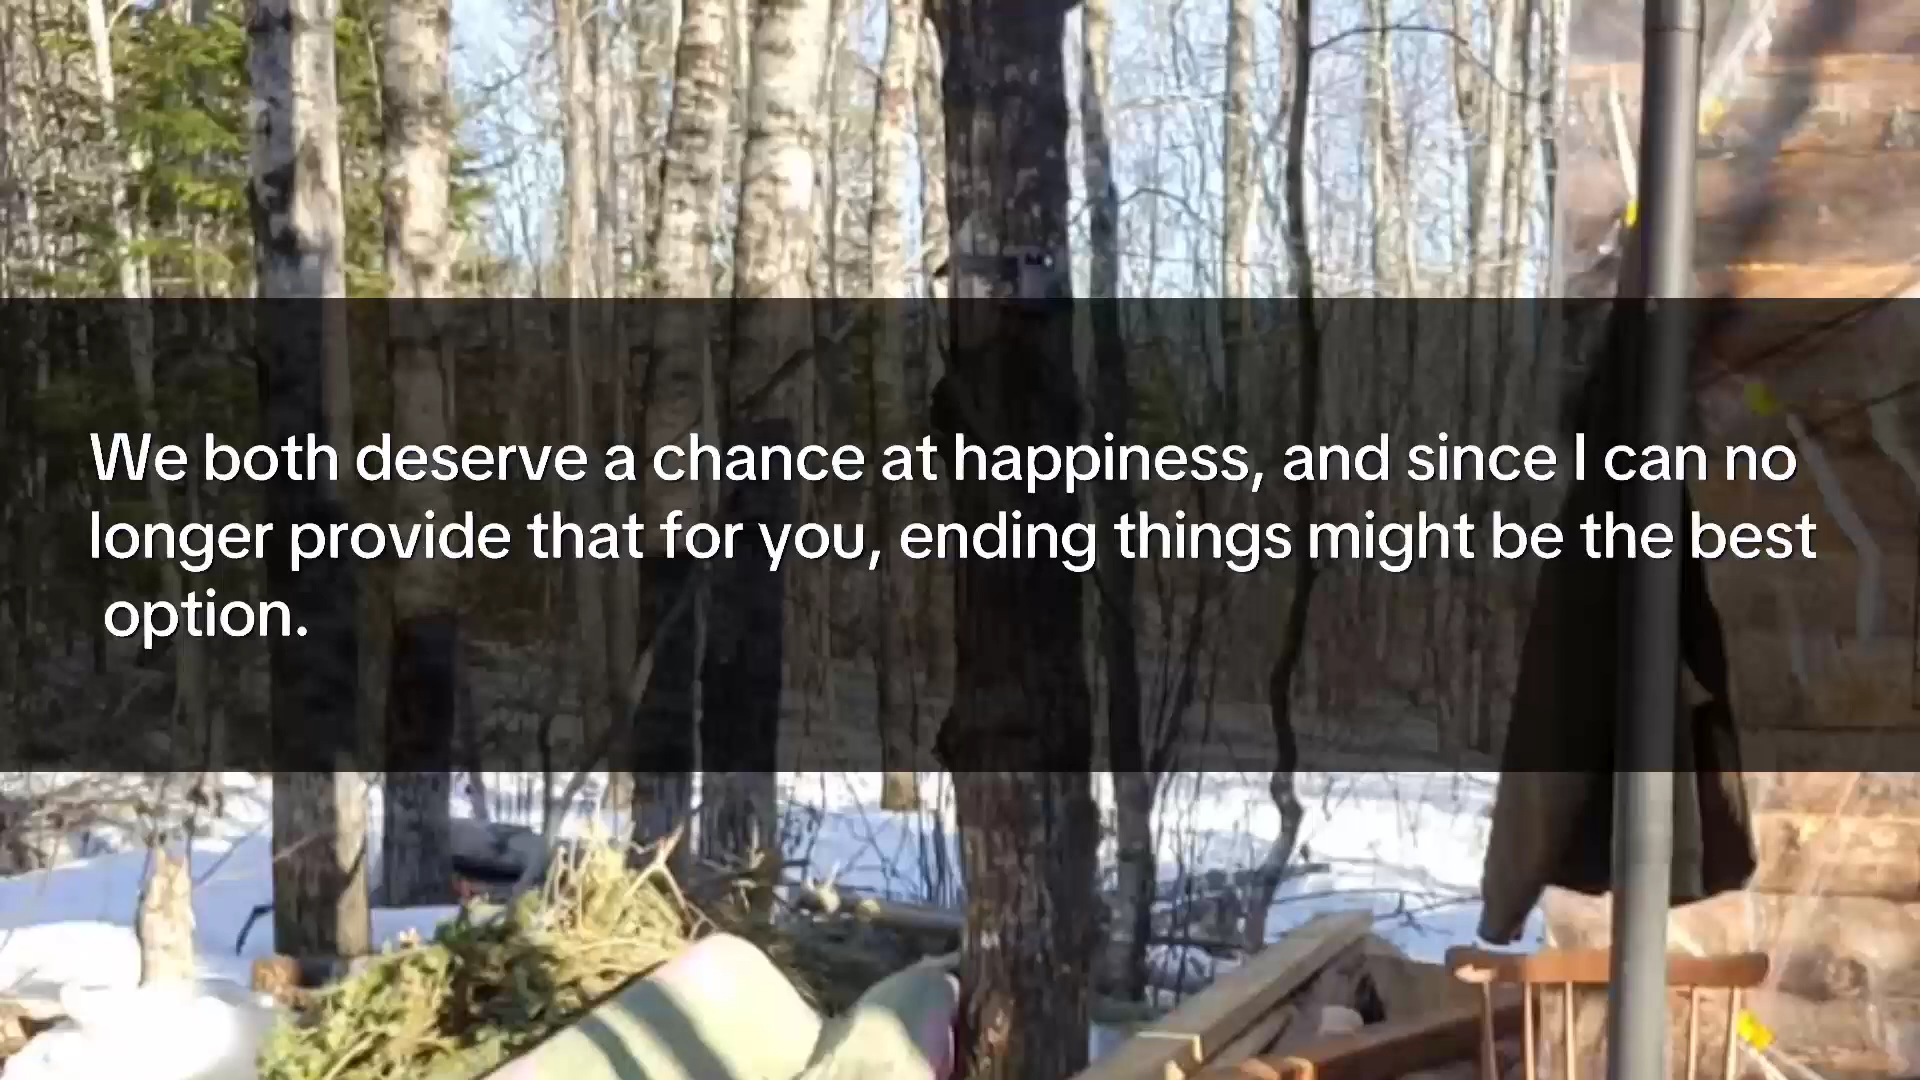 We both deserve a chance at happiness, and since I can no
longer provide that for you, ending things might be the best
option.